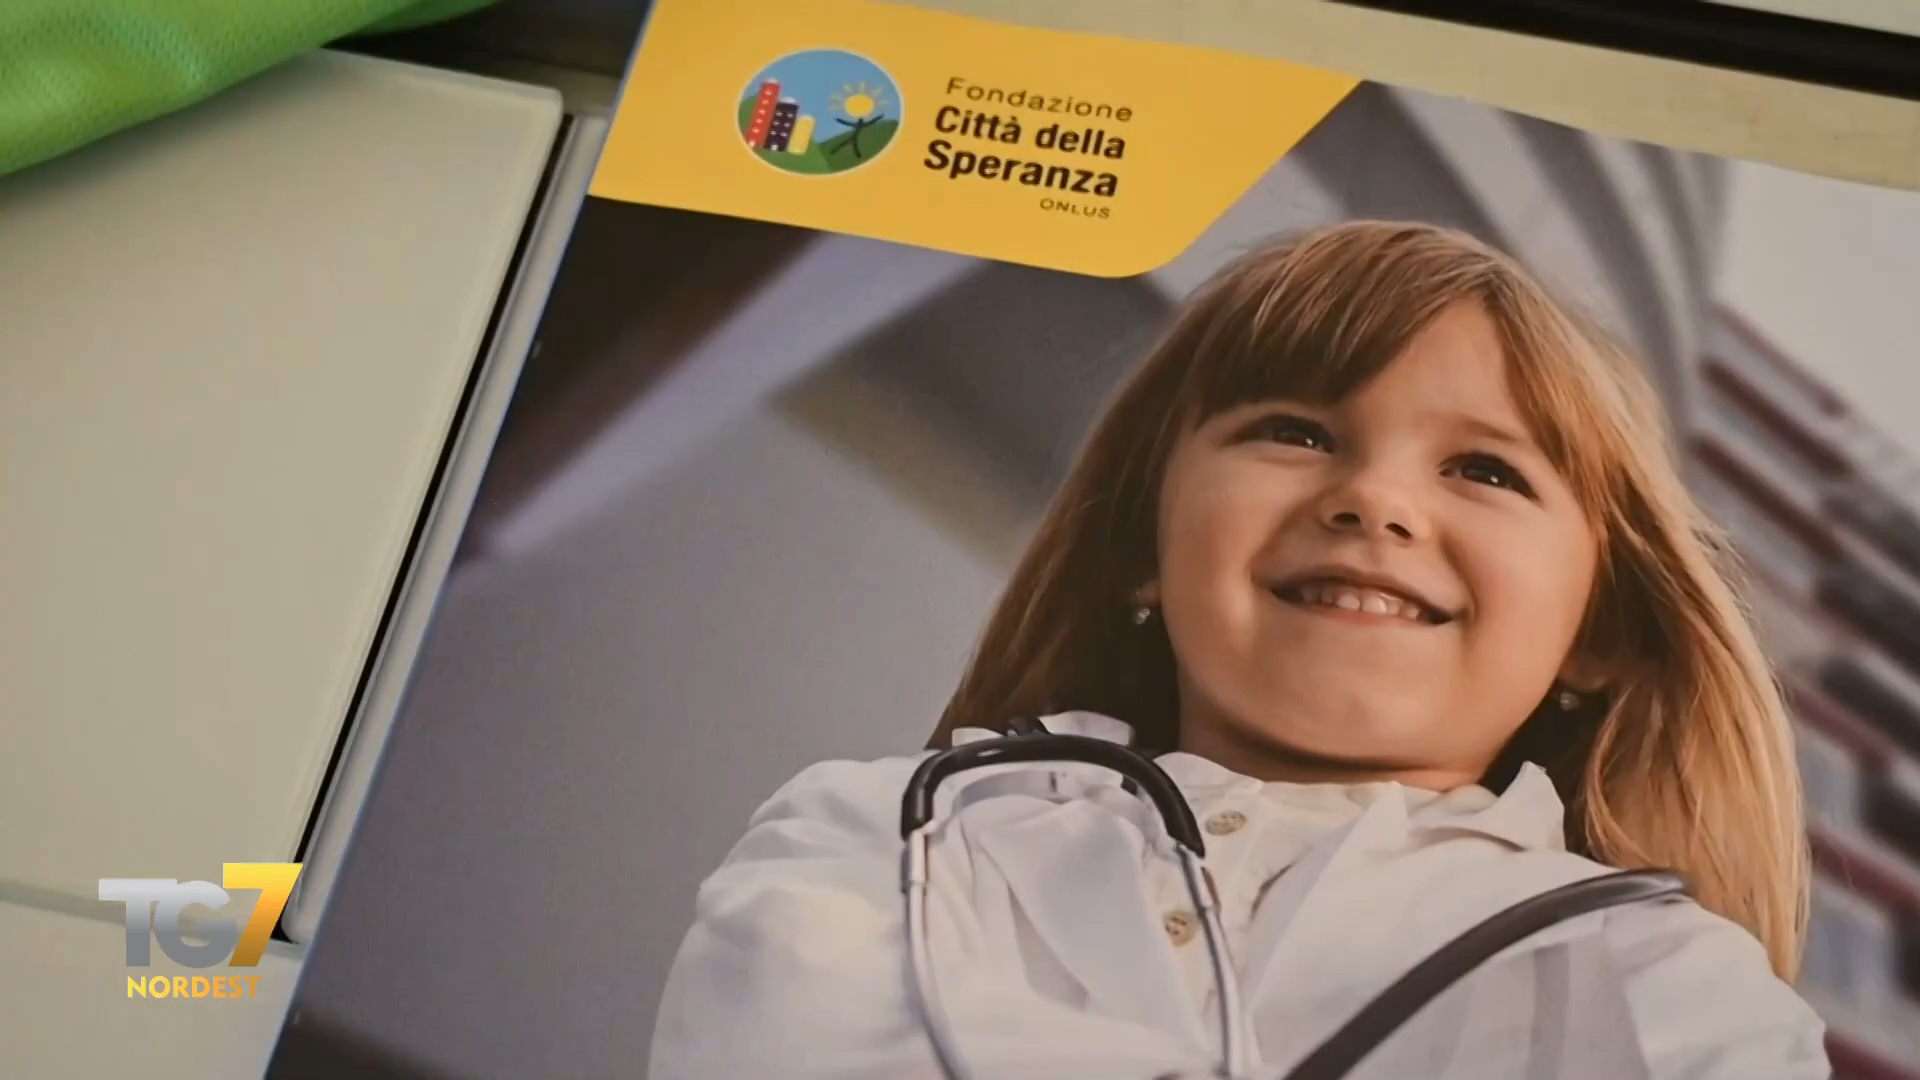 Fondazione
Città della
Speranza
ONLUS
TG7
NORDEST